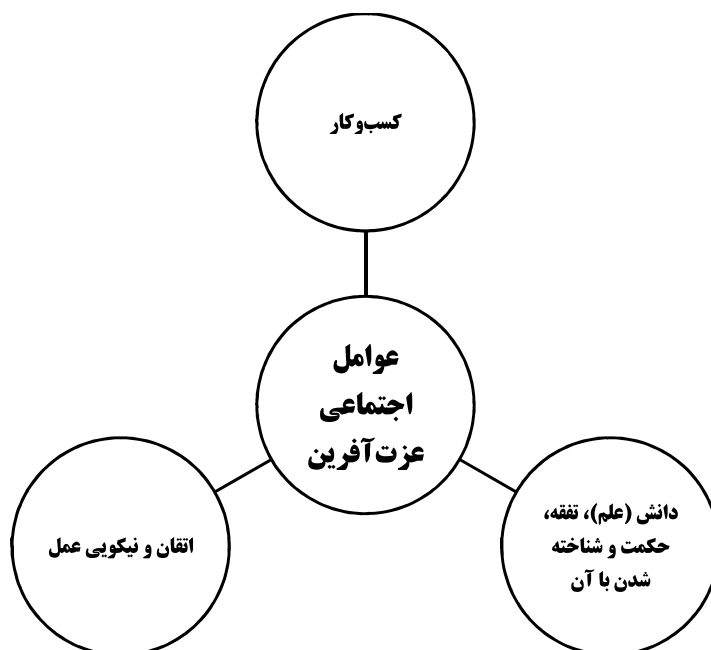 کسب‌وکار
عوامل
اجتماعی
عزت‌آفرین
دانش (علم)، تفقه،
حکمت و شناخته
شدن با آن
اتقان و نیکویی عمل